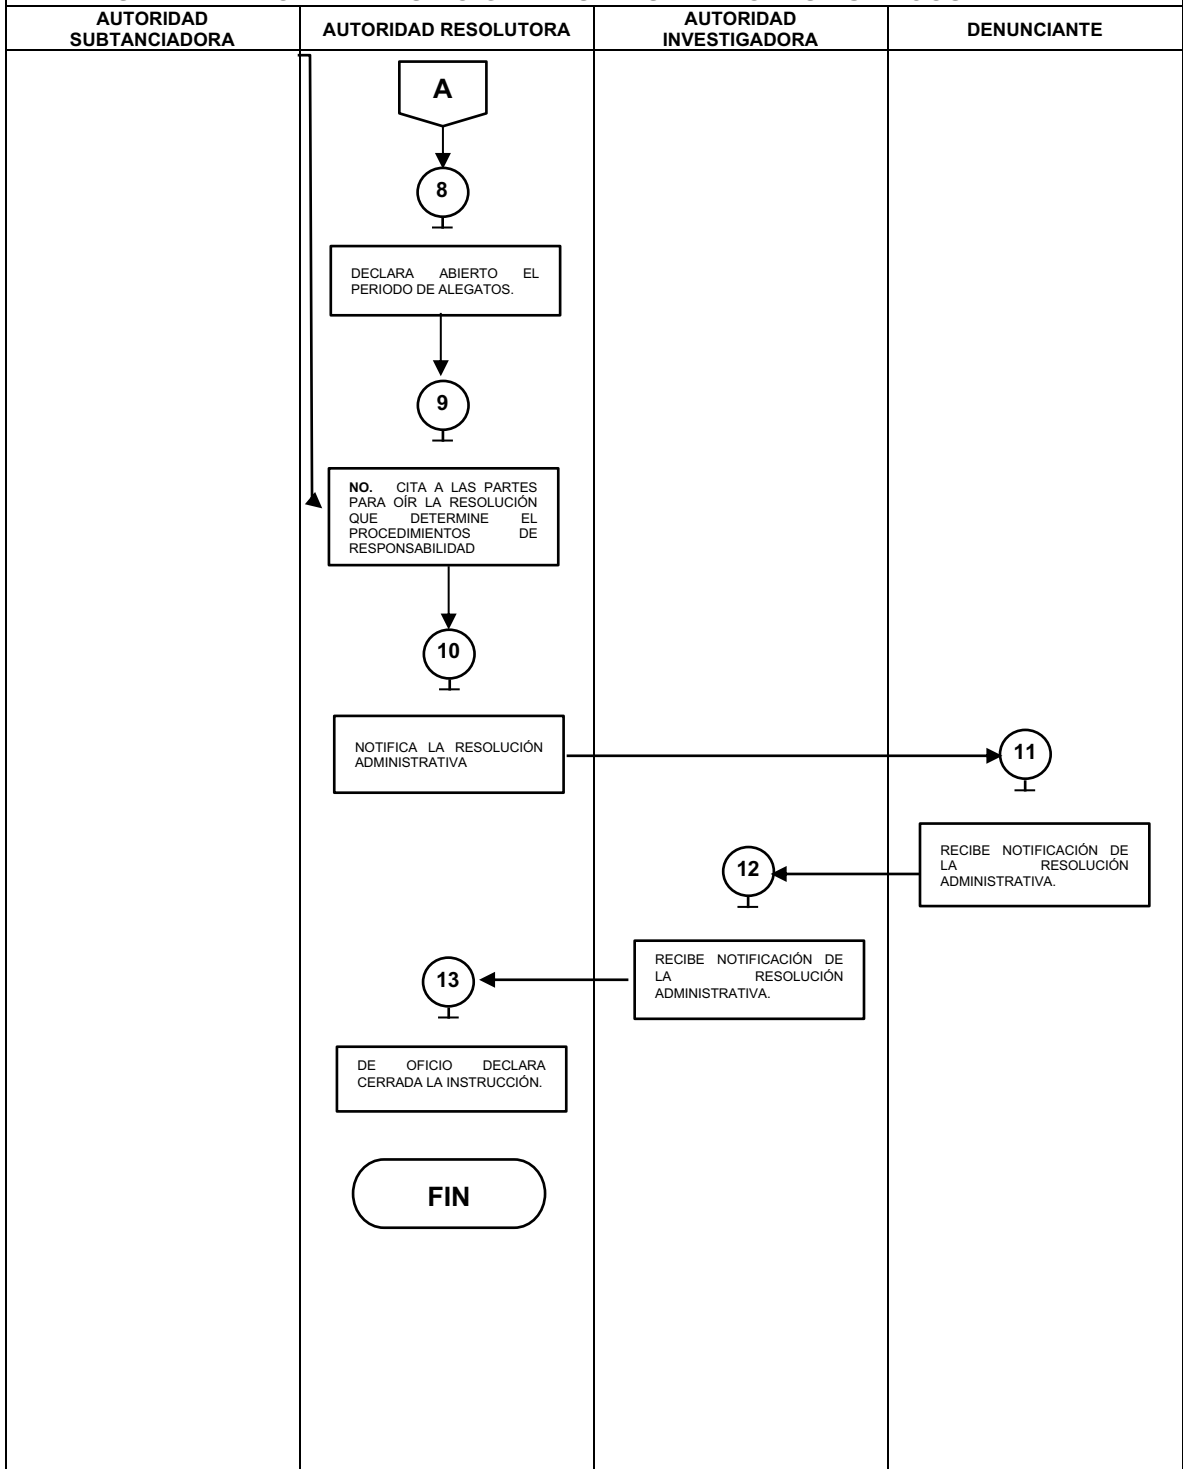 AUTORIDAD
SUBTANCIADORA
AUTORIDAD RESOLUTORA
AUTORIDAD
INVESTIGADORA
DENUNCIANTE
A
8
DECLARA ABIERTO EL
PERIODO DE ALEGATOS.
9
NO. CITA A LAS PARTES
PARA OÍR LA RESOLUCIÓN
QUE DETERMINE EL
PROCEDIMIENTOS DE
RESPONSABILIDAD
10
NOTIFICA LA RESOLUCIÓN
ADMINISTRATIVA
11
RECIBE NOTIFICACIÓN DE
LA RESOLUCIÓN
ADMINISTRATIVA.
12
RECIBE NOTIFICACIÓN DE
LA RESOLUCIÓN
ADMINISTRATIVA.
13
DE OFICIO DECLARA
CERRADA LA INSTRUCCIÓN.
FIN